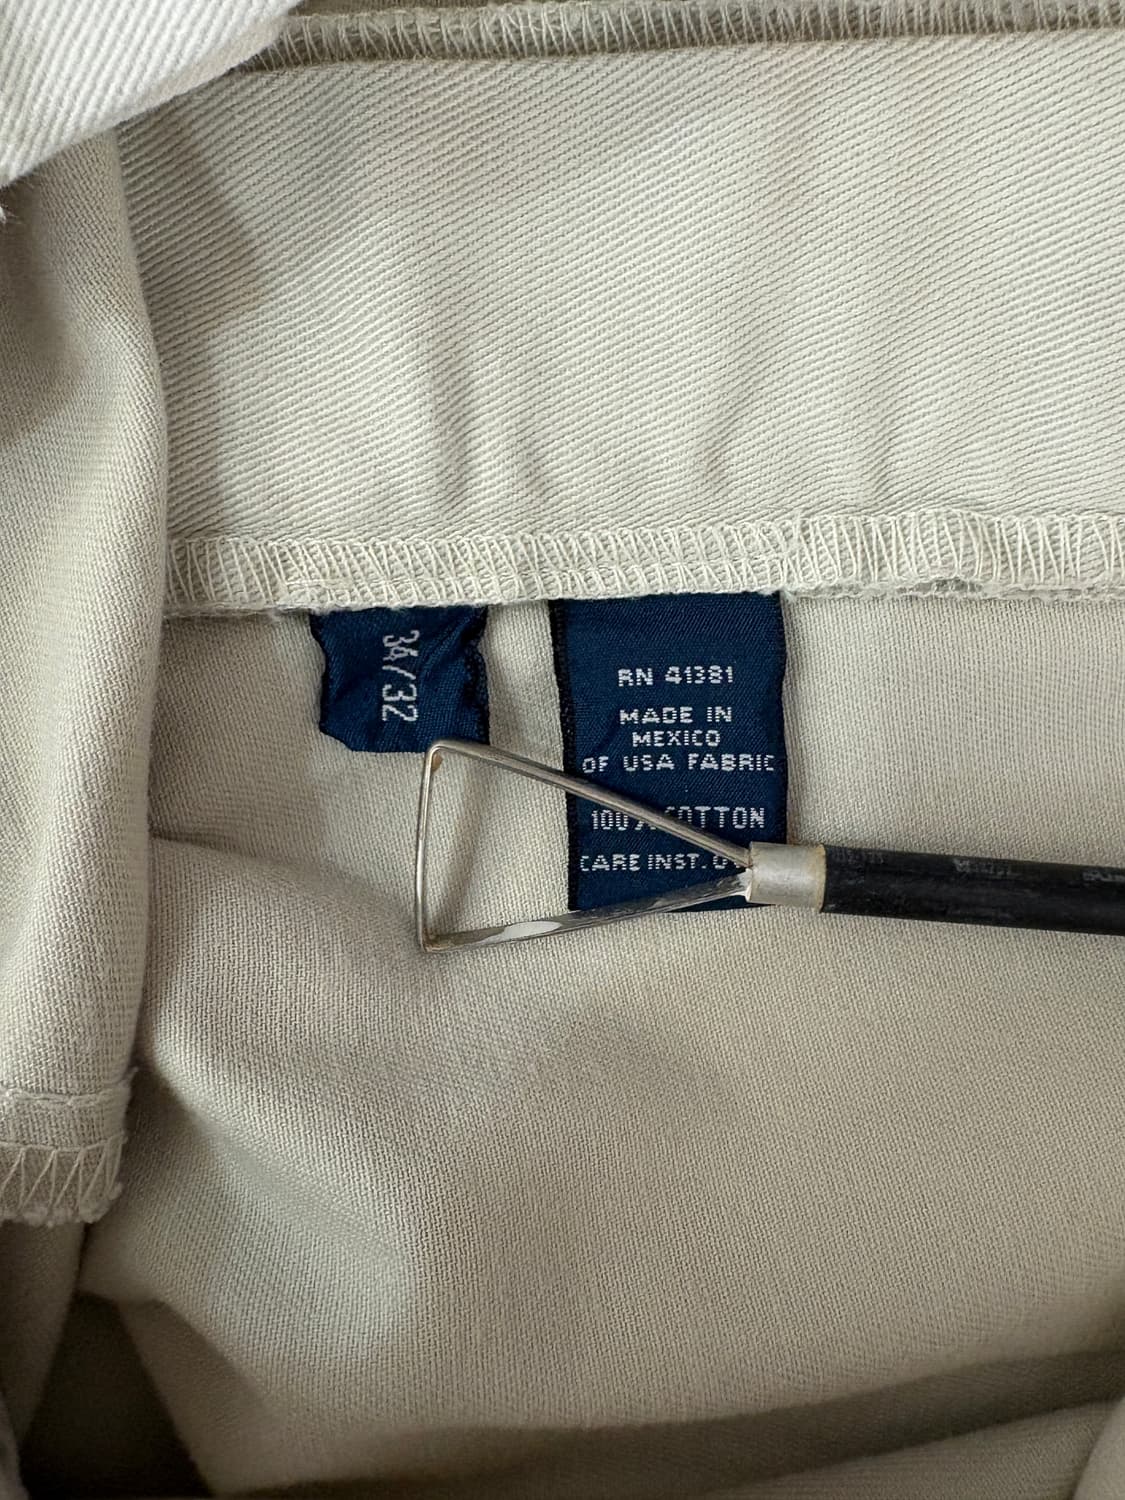 34/32
RN 41381
MADE IN
MEXICO
OF USA FABRIC
100% COTTON
CARE INST.